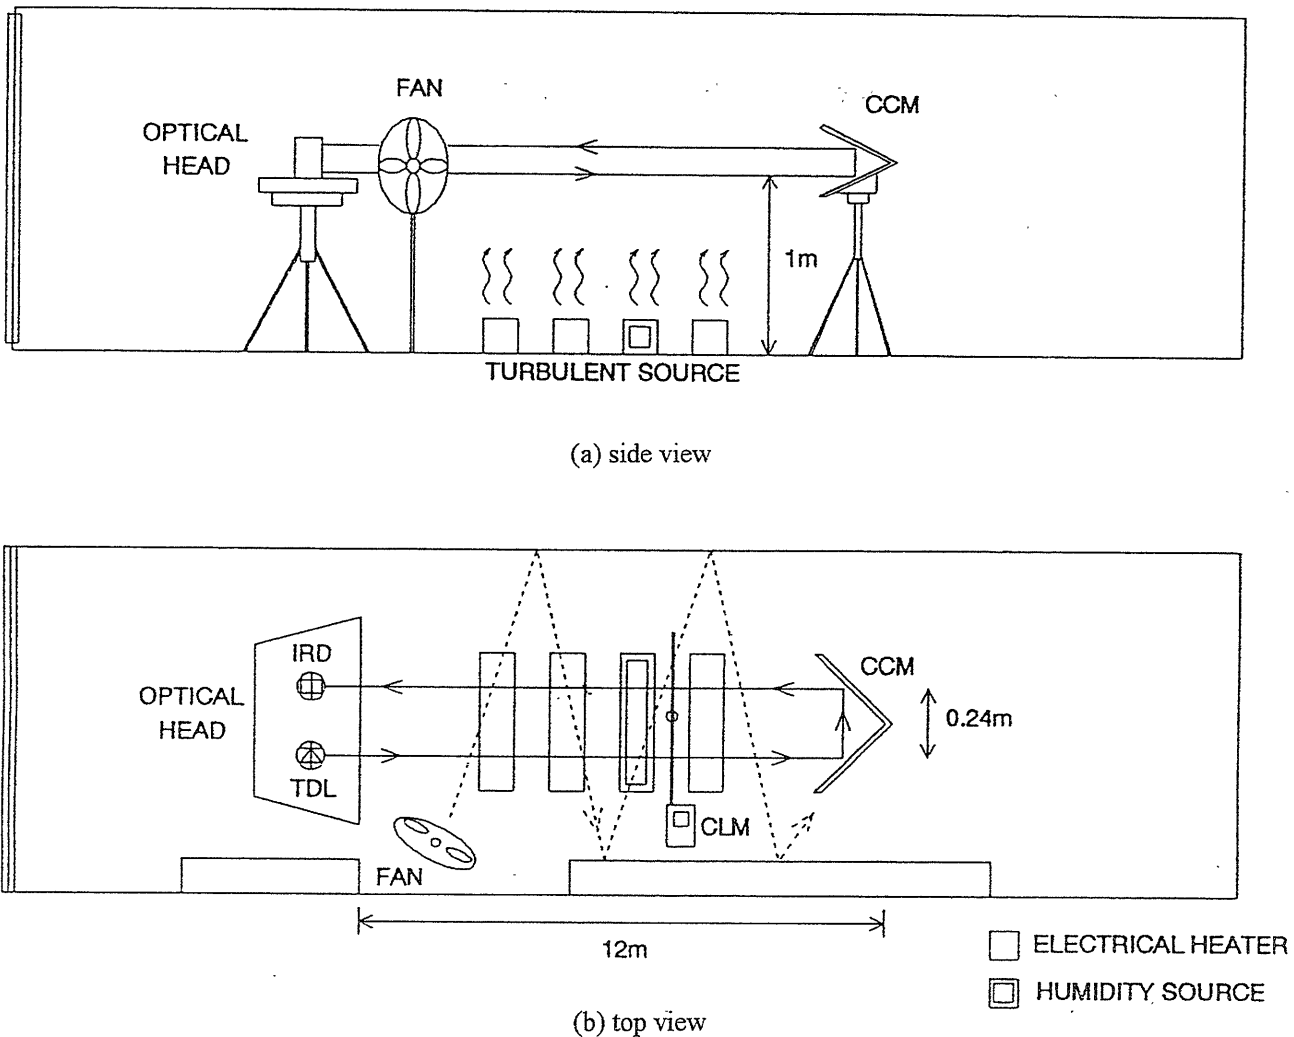 FAN
CCM
OPTICAL
HEAD
1m
TURBULENT SOURCE
(a) side view
IRD
CCM
OPTICAL
HEAD
0.24m
TDL
CLM
FAN
12m
ELECTRICAL HEATER
HUMIDITY SOURCE
(b) top view